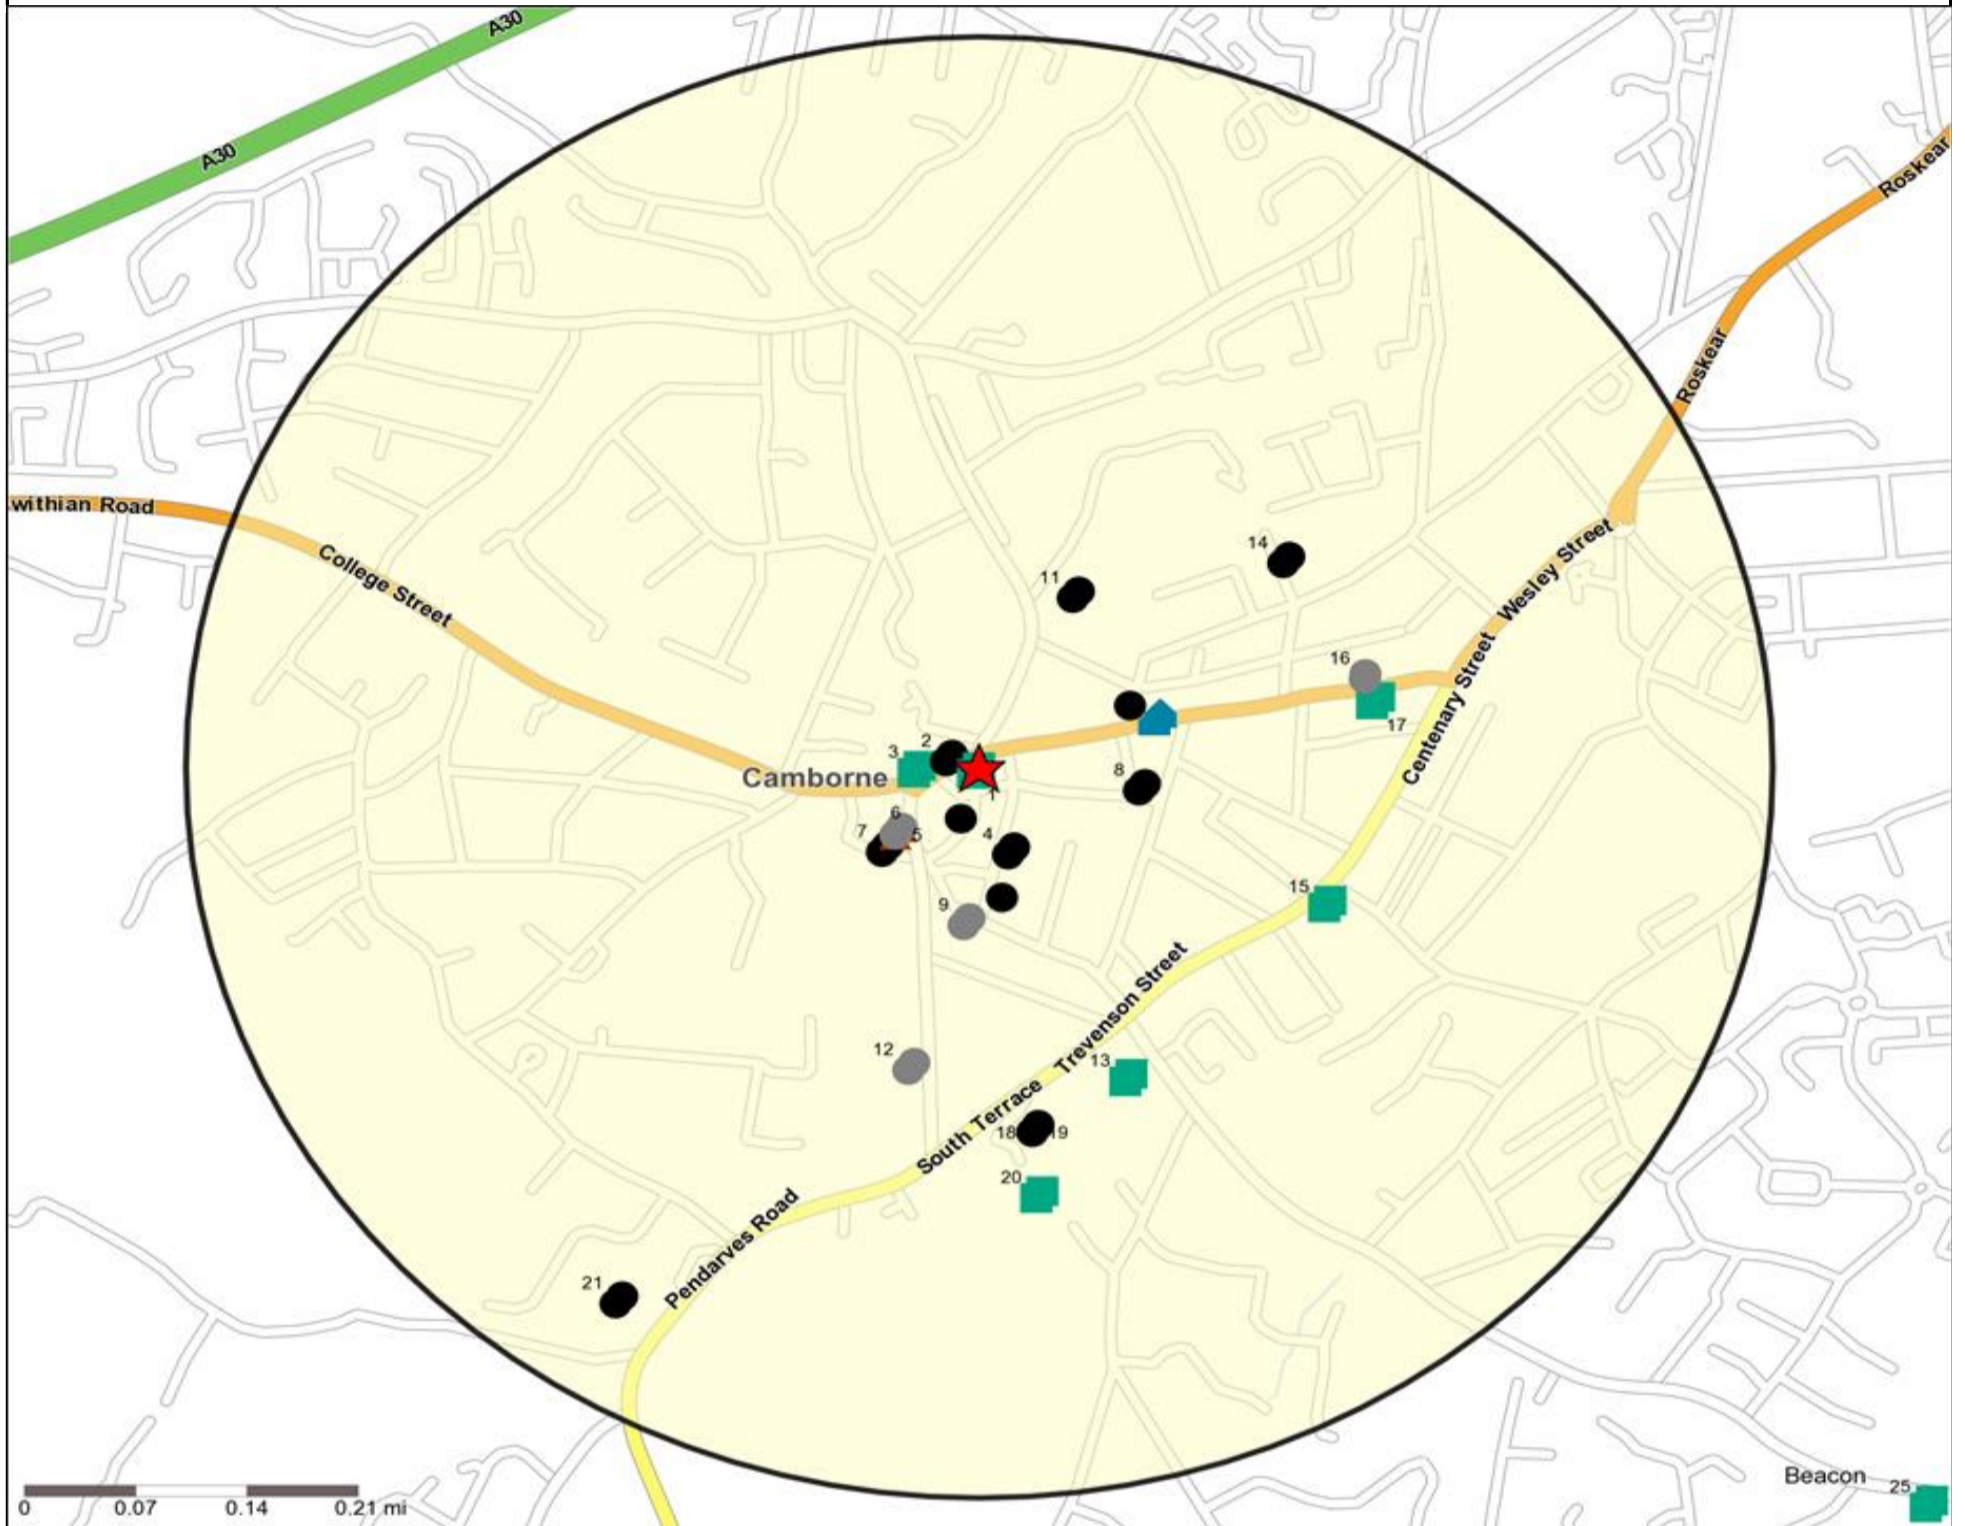 A30
A30
Roskear
Roskear
withian Road
College Street
Wesley Street
14
11
Centenary Street
16
17
2
3
Camborne
1
8
6
7
5
4
15
9
Trevenson Street
12
13
South Terrace
18
19
20
Pendarves Road
21
Beacon
25
0
0.07
0.14
0.21 mi